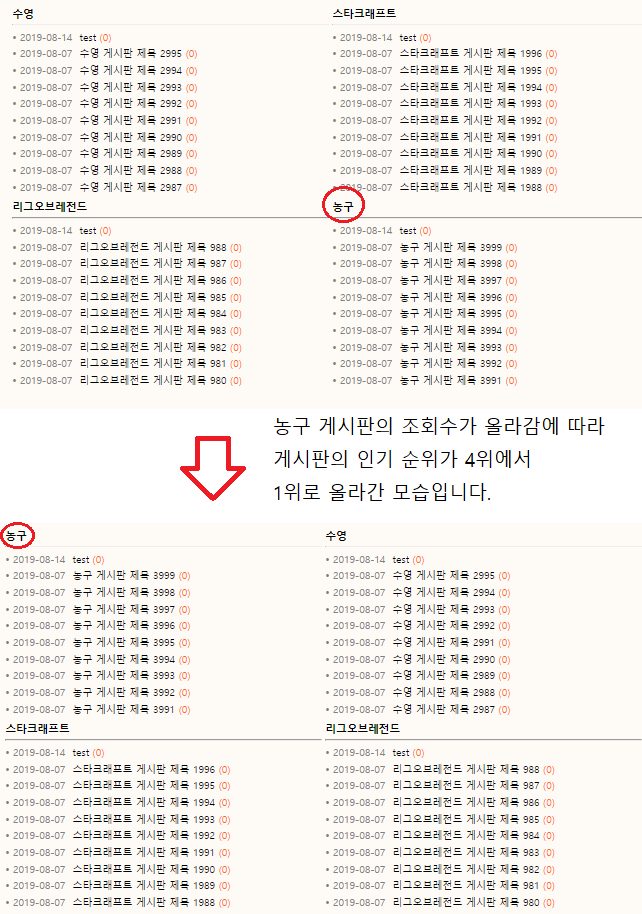 수영
• 2019-08-14 test (0)
• 2019-08-07 수영 게시판 제목 2995 (0)
• 2019-08-07 수영 게시판 제목 2994 (0)
• 2019-08-07 수영 게시판 제목 2993 (0)
• 2019-08-07 수영 게시판 제목 2992 (0)
• 2019-08-07 수영 게시판 제목 2991 (0)
• 2019-08-07 수영 게시판 제목 2990 (0)
• 2019-08-07 수영 게시판 제목 2989 (0)
• 2019-08-07 수영 게시판 제목 2988 (0)
• 2019-08-07 수영 게시판 제목 2987 (0)
스타크래프트
• 2019-08-14 test (0)
• 2019-08-07 스타크래프트 게시판 제목 1996 (0)
• 2019-08-07 스타크래프트 게시판 제목 1995 (0)
• 2019-08-07 스타크래프트 게시판 제목 1994 (0)
• 2019-08-07 스타크래프트 게시판 제목 1993 (0)
• 2019-08-07 스타크래프트 게시판 제목 1992 (0)
• 2019-08-07 스타크래프트 게시판 제목 1991 (0)
• 2019-08-07 스타크래프트 게시판 제목 1990 (0)
• 2019-08-07 스타크래프트 게시판 제목 1989 (0)
• 2019-08-07 스타크래프트 게시판 제목 1988 (0)
리그오브레전드
• 2019-08-14 test (0)
• 2019-08-07 리그오브레전드 게시판 제목 988 (0)
• 2019-08-07 리그오브레전드 게시판 제목 987 (0)
• 2019-08-07 리그오브레전드 게시판 제목 986 (0)
• 2019-08-07 리그오브레전드 게시판 제목 985 (0)
• 2019-08-07 리그오브레전드 게시판 제목 984 (0)
• 2019-08-07 리그오브레전드 게시판 제목 983 (0)
• 2019-08-07 리그오브레전드 게시판 제목 982 (0)
• 2019-08-07 리그오브레전드 게시판 제목 981 (0)
• 2019-08-07 리그오브레전드 게시판 제목 980 (0)
농구
• 2019-08-14 test (0)
• 2019-08-07 농구 게시판 제목 3999 (0)
• 2019-08-07 농구 게시판 제목 3998 (0)
• 2019-08-07 농구 게시판 제목 3997 (0)
• 2019-08-07 농구 게시판 제목 3996 (0)
• 2019-08-07 농구 게시판 제목 3995 (0)
• 2019-08-07 농구 게시판 제목 3994 (0)
• 2019-08-07 농구 게시판 제목 3993 (0)
• 2019-08-07 농구 게시판 제목 3992 (0)
• 2019-08-07 농구 게시판 제목 3991 (0)
농구 게시판의 조회수가 올라감에 따라
게시판의 인기 순위가 4위에서
1위로 올라간 모습입니다.
농구
• 2019-08-14 test (0)
• 2019-08-07 농구 게시판 제목 3999 (0)
• 2019-08-07 농구 게시판 제목 3998 (0)
• 2019-08-07 농구 게시판 제목 3997 (0)
• 2019-08-07 농구 게시판 제목 3996 (0)
• 2019-08-07 농구 게시판 제목 3995 (0)
• 2019-08-07 농구 게시판 제목 3994 (0)
• 2019-08-07 농구 게시판 제목 3993 (0)
• 2019-08-07 농구 게시판 제목 3992 (0)
• 2019-08-07 농구 게시판 제목 3991 (0)
수영
• 2019-08-14 test (0)
• 2019-08-07 수영 게시판 제목 2995 (0)
• 2019-08-07 수영 게시판 제목 2994 (0)
• 2019-08-07 수영 게시판 제목 2993 (0)
• 2019-08-07 수영 게시판 제목 2992 (0)
• 2019-08-07 수영 게시판 제목 2991 (0)
• 2019-08-07 수영 게시판 제목 2990 (0)
• 2019-08-07 수영 게시판 제목 2989 (0)
• 2019-08-07 수영 게시판 제목 2988 (0)
• 2019-08-07 수영 게시판 제목 2987 (0)
스타크래프트
• 2019-08-14 test (0)
• 2019-08-07 스타크래프트 게시판 제목 1996 (0)
• 2019-08-07 스타크래프트 게시판 제목 1995 (0)
• 2019-08-07 스타크래프트 게시판 제목 1994 (0)
• 2019-08-07 스타크래프트 게시판 제목 1993 (0)
• 2019-08-07 스타크래프트 게시판 제목 1992 (0)
• 2019-08-07 스타크래프트 게시판 제목 1991 (0)
• 2019-08-07 스타크래프트 게시판 제목 1990 (0)
• 2019-08-07 스타크래프트 게시판 제목 1989 (0)
• 2019-08-07 스타크래프트 게시판 제목 1988 (0)
리그오브레전드
• 2019-08-14 test (0)
• 2019-08-07 리그오브레전드 게시판 제목 988 (0)
• 2019-08-07 리그오브레전드 게시판 제목 987 (0)
• 2019-08-07 리그오브레전드 게시판 제목 986 (0)
• 2019-08-07 리그오브레전드 게시판 제목 985 (0)
• 2019-08-07 리그오브레전드 게시판 제목 984 (0)
• 2019-08-07 리그오브레전드 게시판 제목 983 (0)
• 2019-08-07 리그오브레전드 게시판 제목 982 (0)
• 2019-08-07 리그오브레전드 게시판 제목 981 (0)
• 2019-08-07 리그오브레전드 게시판 제목 980 (0)